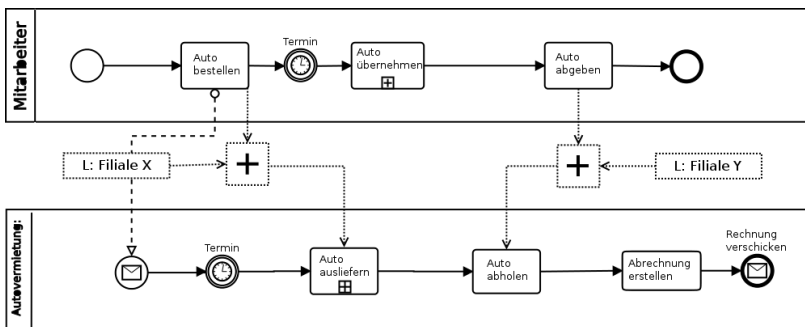 Mitarbeiter
Auto
bestellen
Termin
Auto
übernehmen
Auto
abgeben
L: Filiale X
L: Filiale Y
Autovermietung:
Termin
Auto
ausliefern
Auto
abholen
Abrechnung
erstellen
Rechnung
verschicken